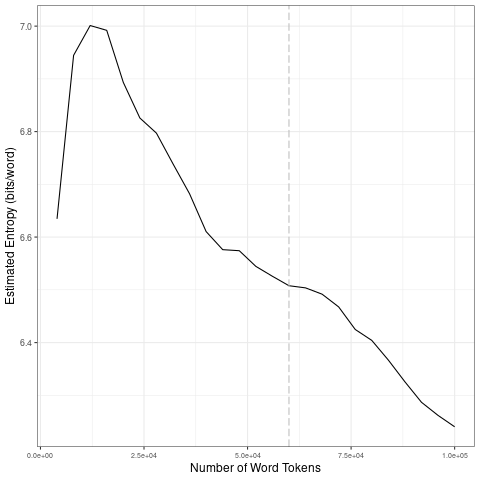 Estimated Entropy (bits/word)
7.0
6.8
6.6
6.4
0.0e+00 2.5e+04 5.0e+04 7.5e+04 1.0e+05
Number of Word Tokens